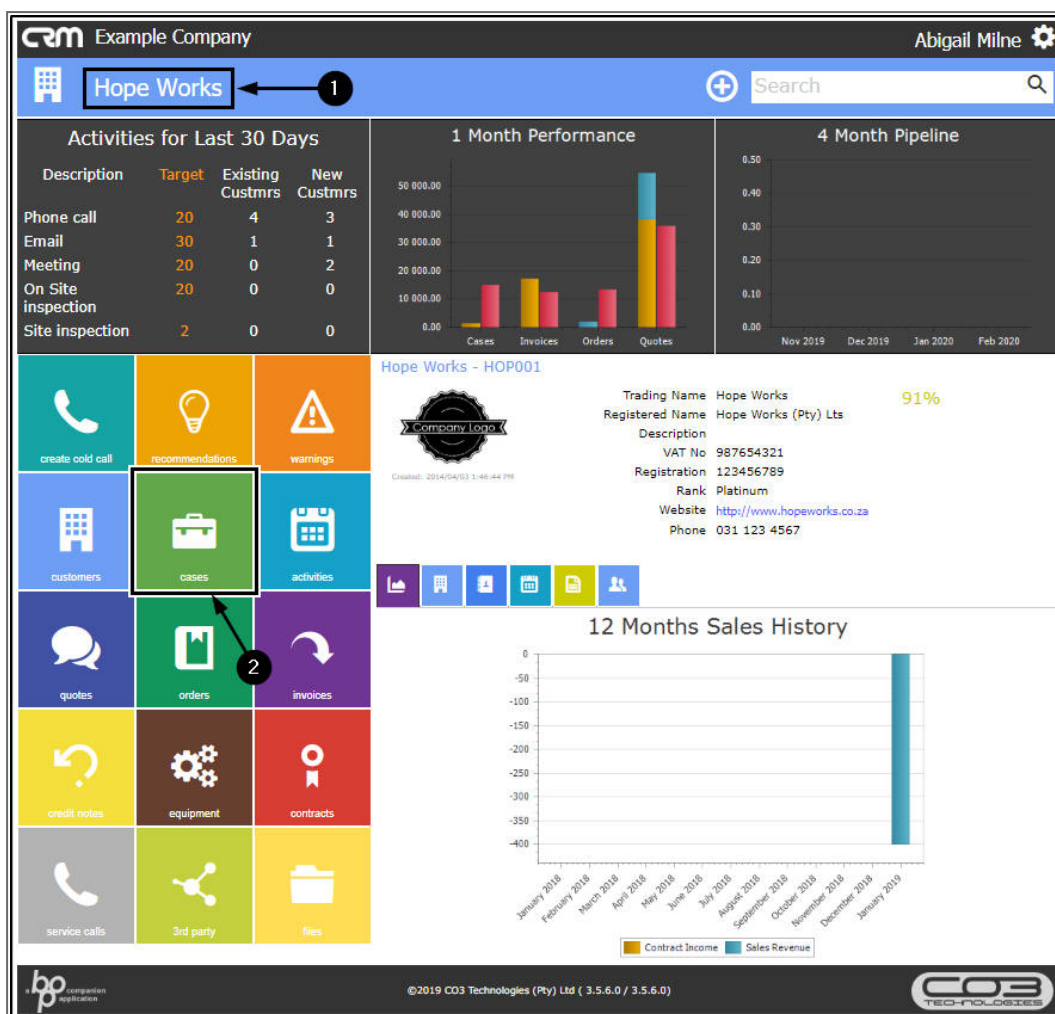 CRM Example Company
Abigail Milne
Hope Works
1
Search
Activities for Last 30 Days
Description Target Existing Custmrs New Custmrs
Phone call 20 4 3
Email 30 1 1
Meeting 20 0 2
On Site inspection 20 0 0
Site inspection 2 0 0
1 Month Performance
50 000.00
40 000.00
30 000.00
20 000.00
10 000.00
0.00
Cases Invoices Orders Quotes
4 Month Pipeline
0.50
0.40
0.30
0.20
0.10
0.00
Nov 2019 Dec 2019 Jan 2020 Feb 2020
create cold call recommendations warnings
customers cases activities
2
quotes orders invoices
credit notes equipment contracts
service calls 3rd party files
Hope Works - HOP001
Company Logo
Created: 2014/04/03 1:46:44 PM
Trading Name Hope Works
91%
Registered Name Hope Works (Pty) Lts
Description
VAT No 987654321
Registration 123456789
Rank Platinum
Website http://www.hopeworks.co.za
Phone 031 123 4567
12 Months Sales History
0
-50
-100
-150
-200
-250
-300
-350
-400
January 2018 February 2018 March 2018 April 2018 May 2018 June 2018 July 2018 August 2018 September 2018 October 2018 November 2018 December 2018 January 2019
Contract Income Sales Revenue
a bp companion application
©2019 CO3 Technologies (Pty) Ltd ( 3.5.6.0 / 3.5.6.0)
CO3 TECHNOLOGIES